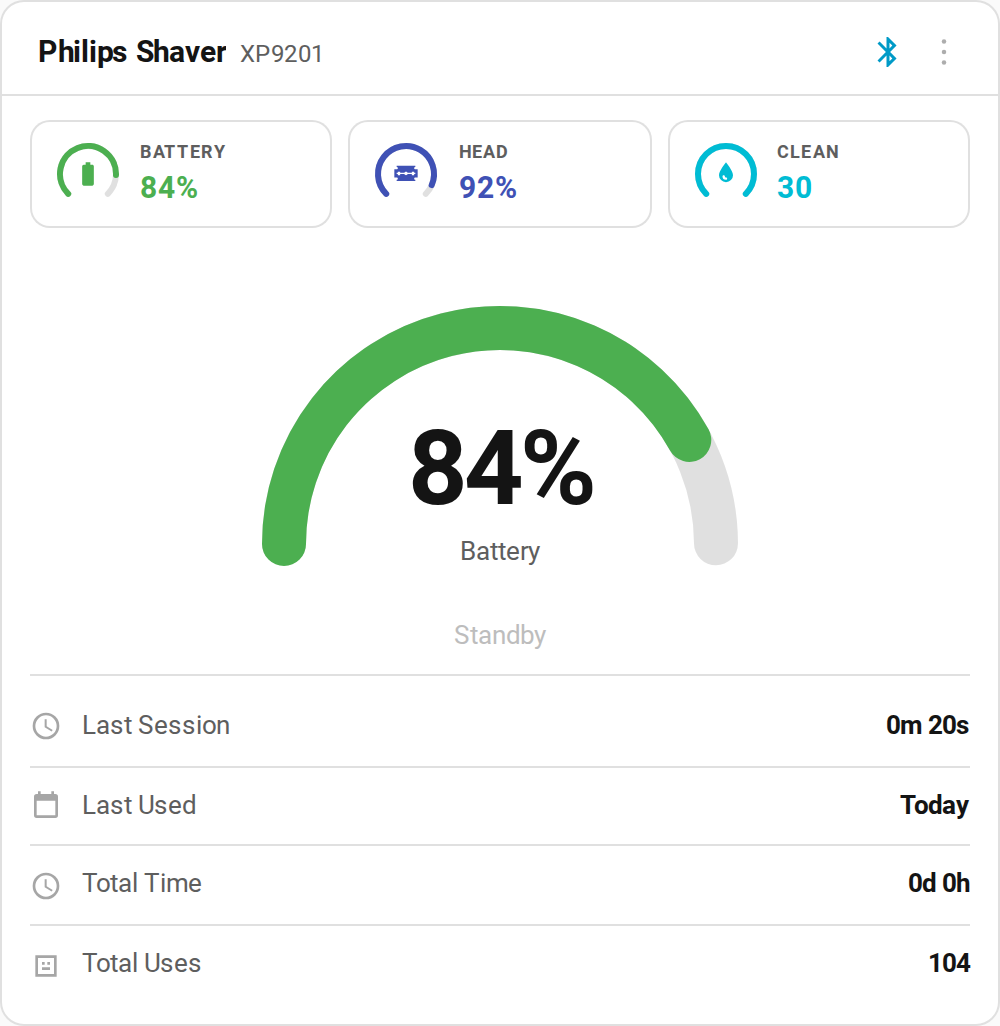 Philips Shaver XP9201
BATTERY
84%
HEAD
92%
CLEAN
30
84%
Battery
Standby
Last Session 0m 20s
Last Used Today
Total Time 0d 0h
Total Uses 104